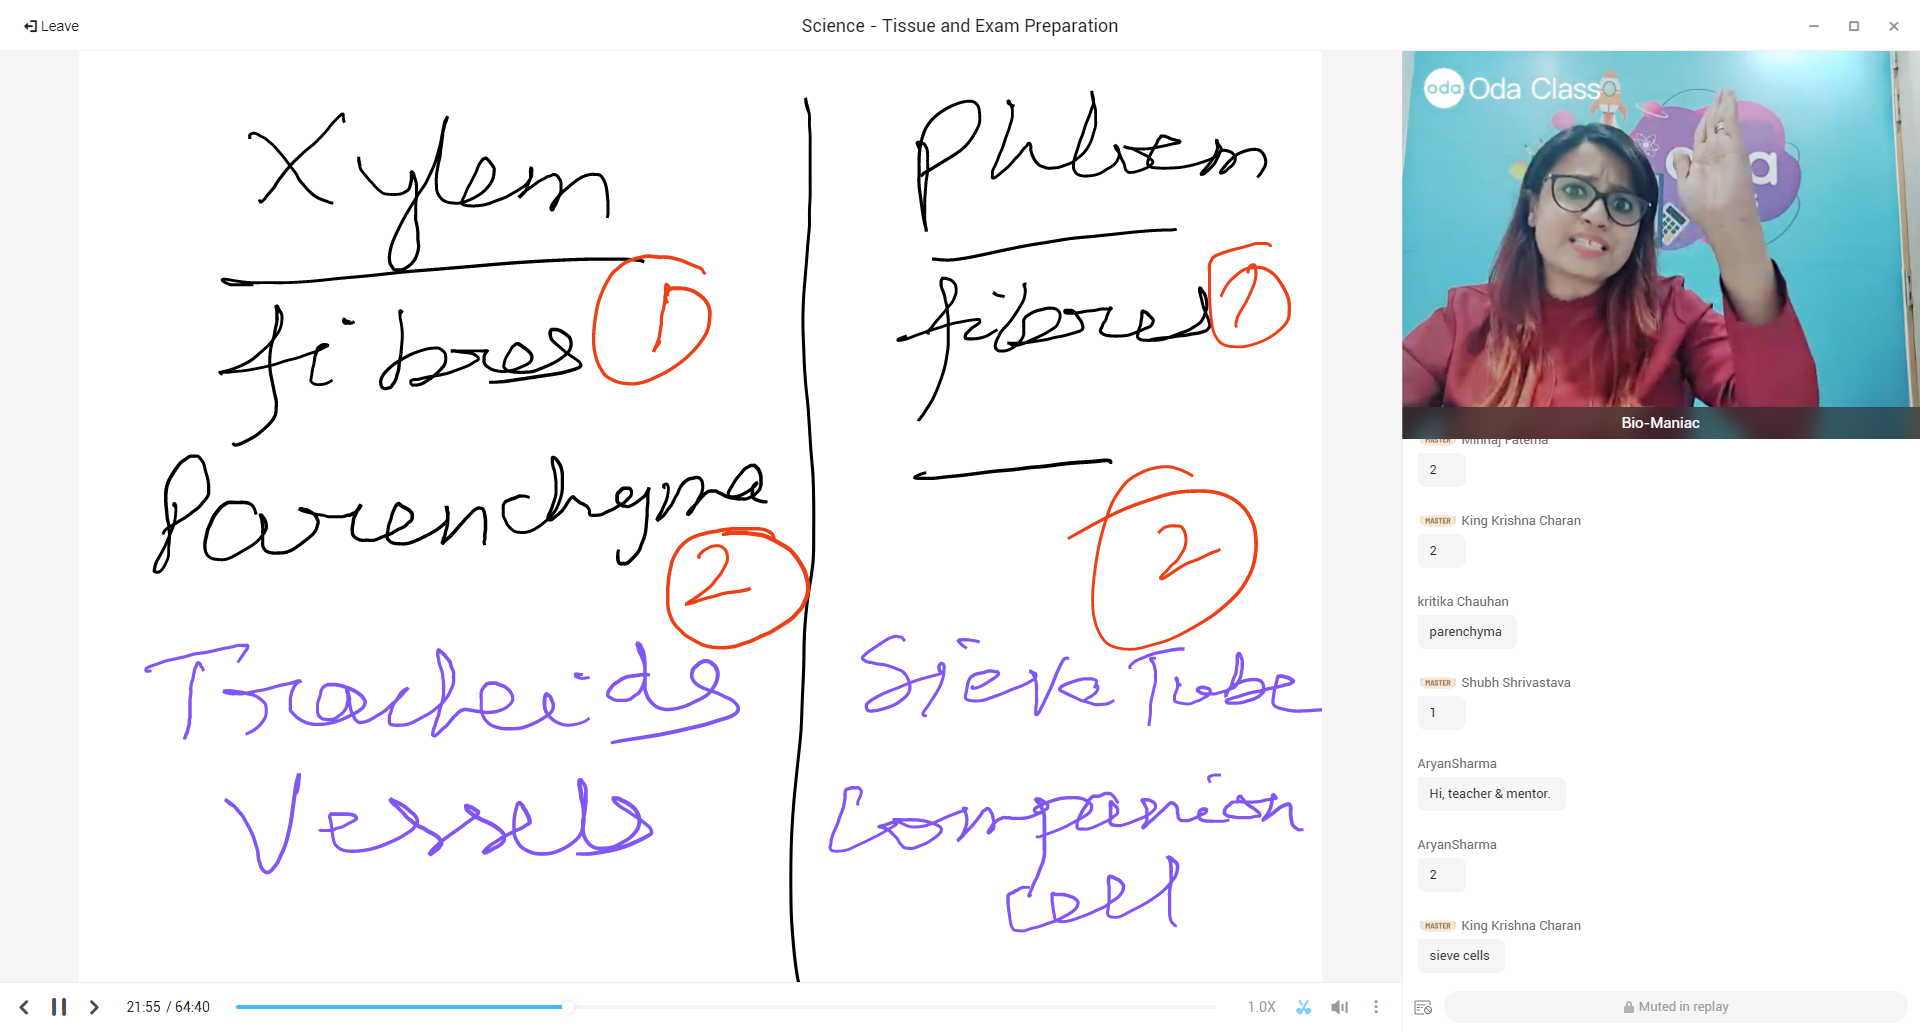 Leave
Science - Tissue and Exam Preparation
Xylem
fibres 1
Parenchyma
2
Tracheids
Vessels
Phloem
fibres 1
2
Sieve Tube
Companion
cell
oda Oda Class
Bio-Maniac
MASTER Minhaj Fatema
2
MASTER King Krishna Charan
2
kritika Chauhan
parenchyma
MASTER Shubh Shrivastava
1
AryanSharma
Hi, teacher & mentor.
AryanSharma
2
MASTER King Krishna Charan
sieve cells
21:55 / 64:40
1.0X
Muted in replay